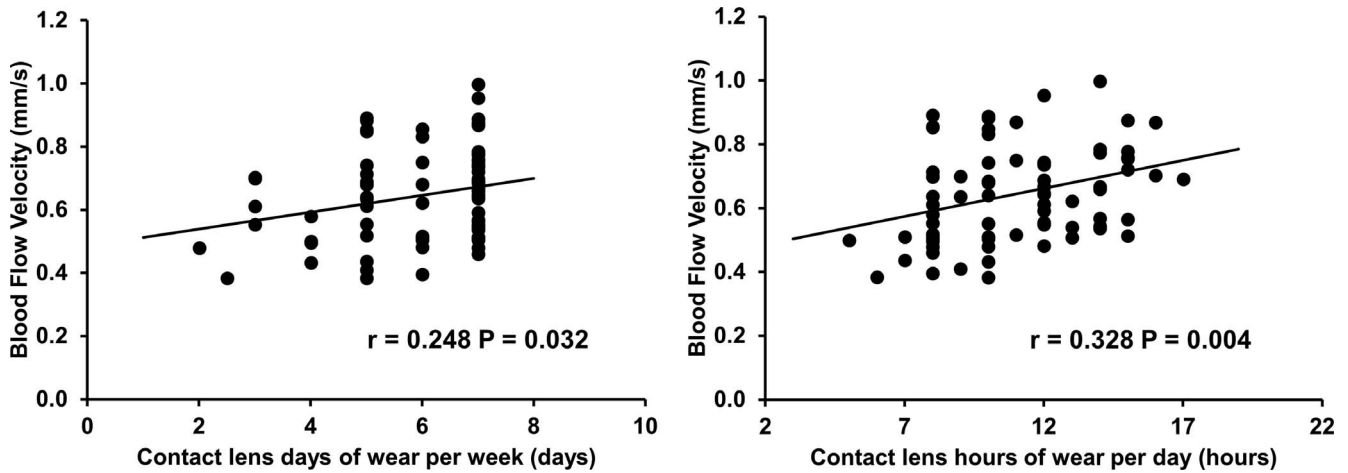 Blood Flow Velocity (mm/s)
1.2
1.0
0.8
0.6
0.4
0.2
0.0
r = 0.248 P = 0.032
0 2 4 6 8 10
Contact lens days of wear per week (days)
Blood Flow Velocity (mm/s)
1.2
1.0
0.8
0.6
0.4
0.2
0.0
r = 0.328 P = 0.004
2 7 12 17 22
Contact lens hours of wear per day (hours)